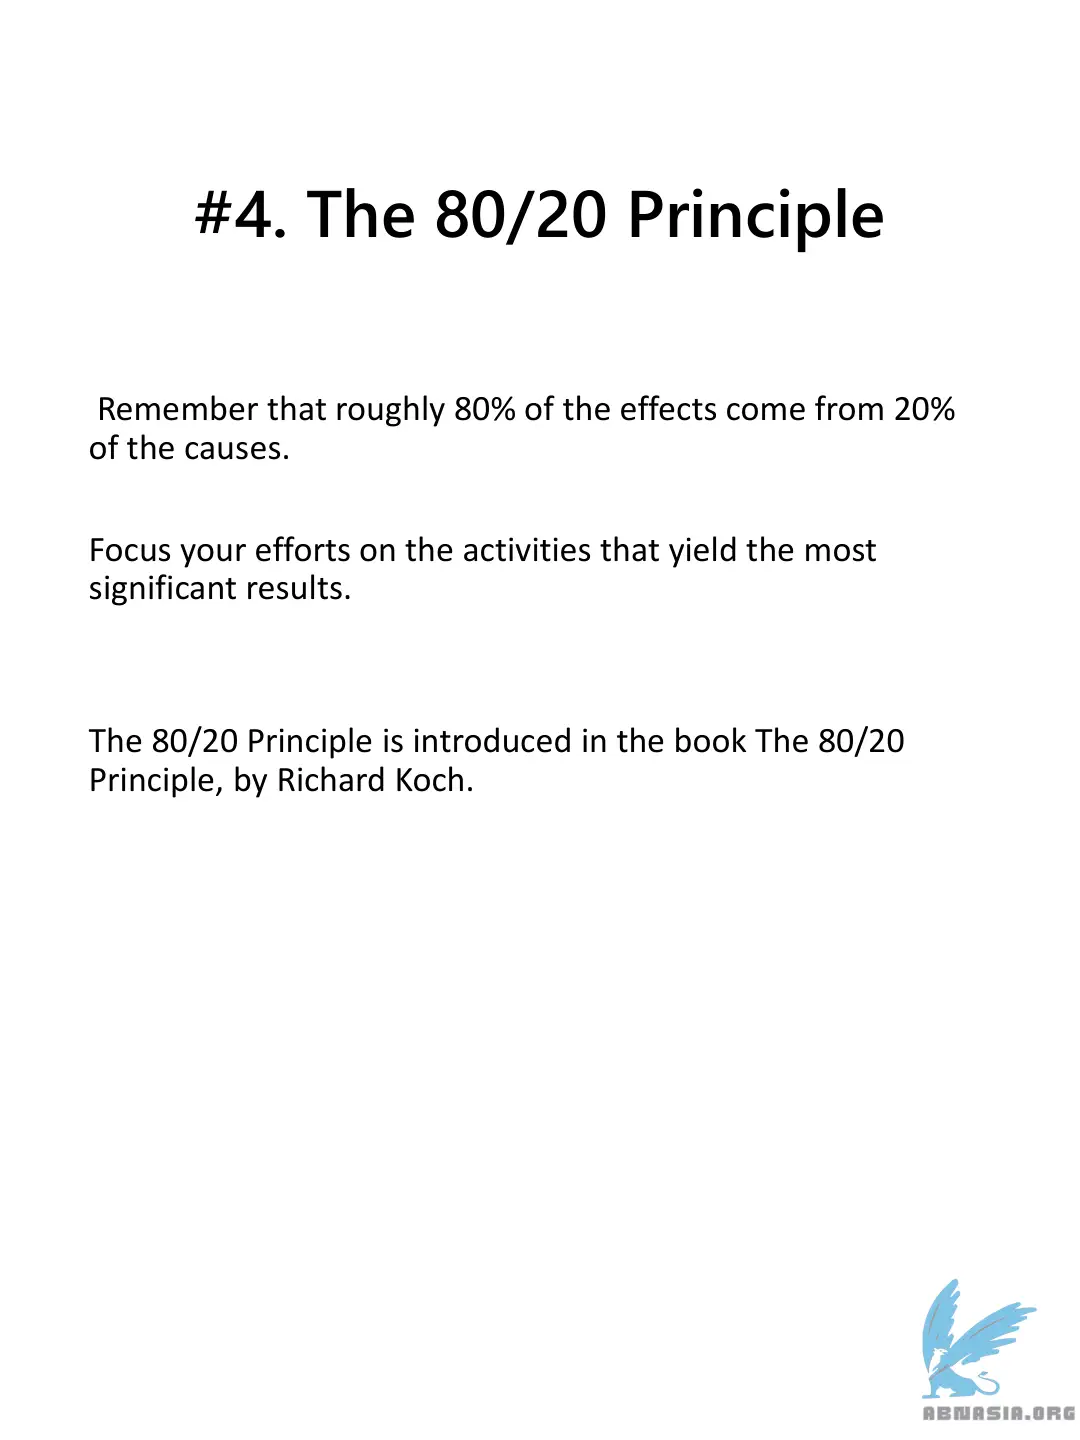 #4. The 80/20 Principle
Remember that roughly 80% of the effects come from 20%
of the causes.
Focus your efforts on the activities that yield the most
significant results.
The 80/20 Principle is introduced in the book The 80/20
Principle, by Richard Koch.
ABNASIA.ORG